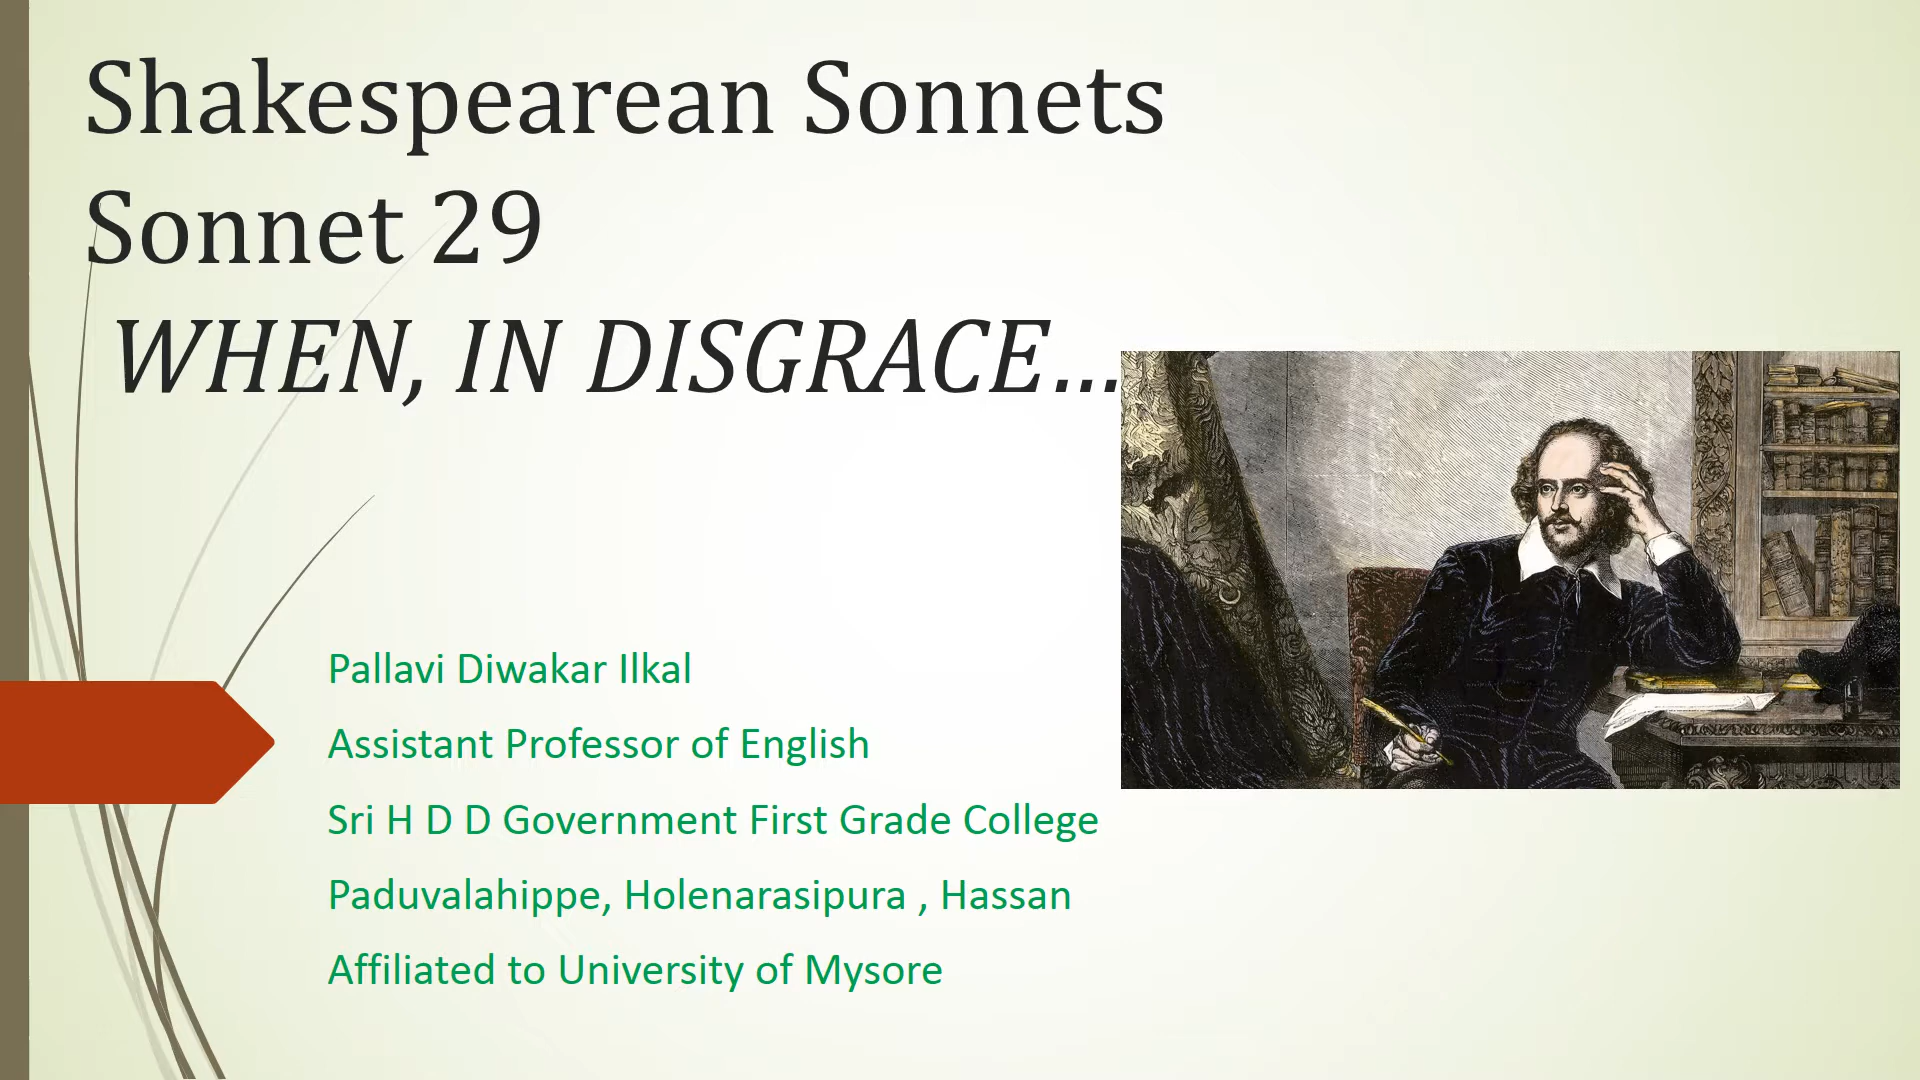 Shakespearean Sonnets
Sonnet 29
WHEN, IN DISGRACE...
Pallavi Diwakar Ilkal
Assistant Professor of English
Sri H D D Government First Grade College
Paduvalahippe, Holenarasipura , Hassan
Affiliated to University of Mysore